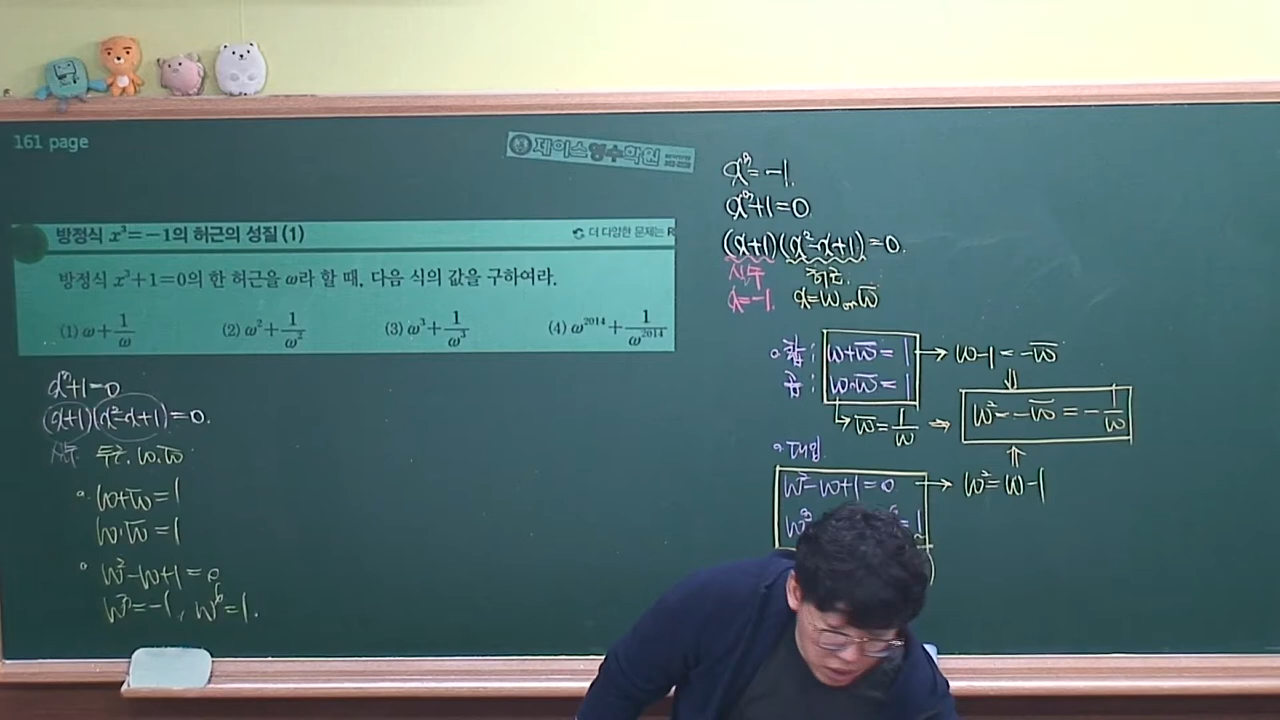 161 page
제이스영수학원
방정식 x³=-1의 허근의 성질 (1)
더 다양한 문제는 R
방정식 x³+1=0의 한 허근을 ω라 할 때, 다음 식의 값을 구하여라.
(1) ω+1/ω (2) ω²+1/ω² (3) ω³+1/ω³ (4) ω²⁰¹⁴+1/ω²⁰¹⁴
x³+1=0
(x+1)(x²-x+1)=0.
두근. ω, ω̅
ω+ω̅=1
ω·ω̅=1
ω²-ω+1=0
ω³=-1, ω⁶=1.
x³=-1.
x³+1=0.
(x+1)(x²-x+1)=0.
실수 허근.
x=-1. x=ω or ω̅
합; ω+ω̅=1 → ω-1=-ω̅
곱; ω·ω̅=1
ω̅=1/ω ⇒ ω²=-ω̅=-1/ω
대입
ω²-ω+1=0 → ω²=ω-1
ω³ =1